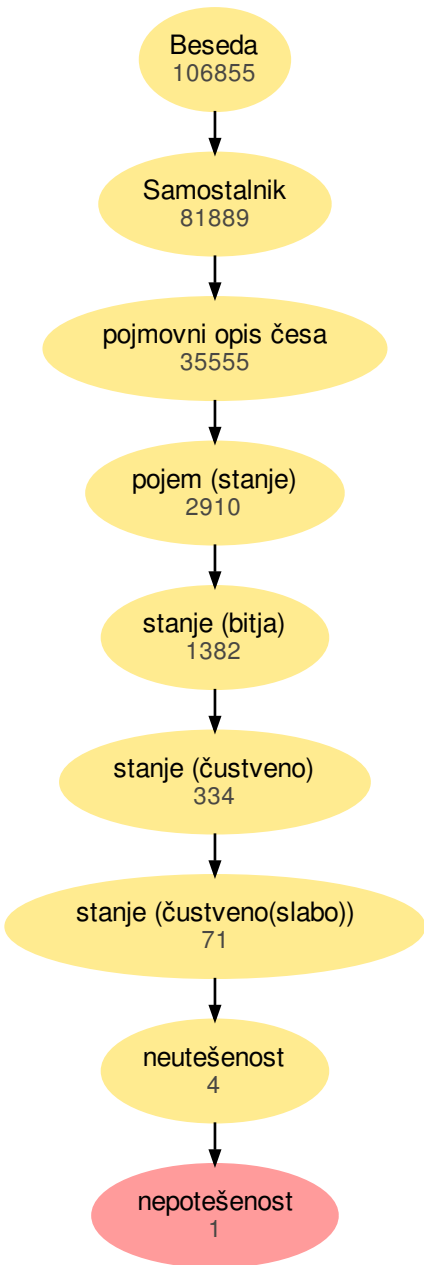 Beseda
106855
Samostalnik
81889
pojmovni opis česa
35555
pojem (stanje)
2910
stanje (bitja)
1382
stanje (čustveno)
334
stanje (čustveno(slabo))
71
neutešenost
4
nepotešenost
1